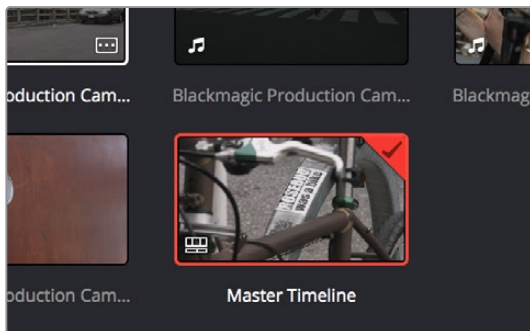 oduction Cam...
Blackmagic Production Cam...
Blackmag
oduction Cam...
Master Timeline